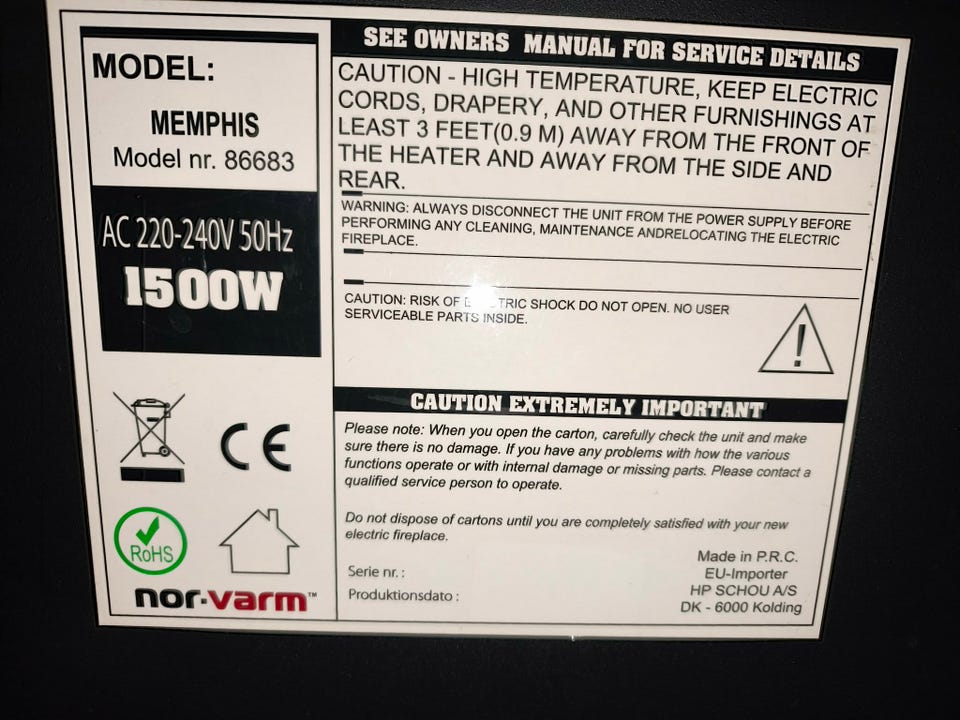 MODEL:
MEMPHIS
Model nr. 86683
AC 220-240V 50Hz
1500W
CE
RoHS
nor-varm™
SEE OWNERS MANUAL FOR SERVICE DETAILS
CAUTION - HIGH TEMPERATURE, KEEP ELECTRIC
CORDS, DRAPERY, AND OTHER FURNISHINGS AT
LEAST 3 FEET(0.9 M) AWAY FROM THE FRONT OF
THE HEATER AND AWAY FROM THE SIDE AND
REAR.
WARNING: ALWAYS DISCONNECT THE UNIT FROM THE POWER SUPPLY BEFORE
PERFORMING ANY CLEANING, MAINTENANCE ANDRELOCATING THE ELECTRIC
FIREPLACE.
CAUTION: RISK OF ELECTRIC SHOCK DO NOT OPEN. NO USER
SERVICEABLE PARTS INSIDE.
!
CAUTION EXTREMELY IMPORTANT
Please note: When you open the carton, carefully check the unit and make
sure there is no damage. If you have any problems with how the various
functions operate or with internal damage or missing parts. Please contact a
qualified service person to operate.
Do not dispose of cartons until you are completely satisfied with your new
electric fireplace.
Serie nr. :
Produktionsdato :
Made in P.R.C.
EU-Importer
HP SCHOU A/S
DK - 6000 Kolding